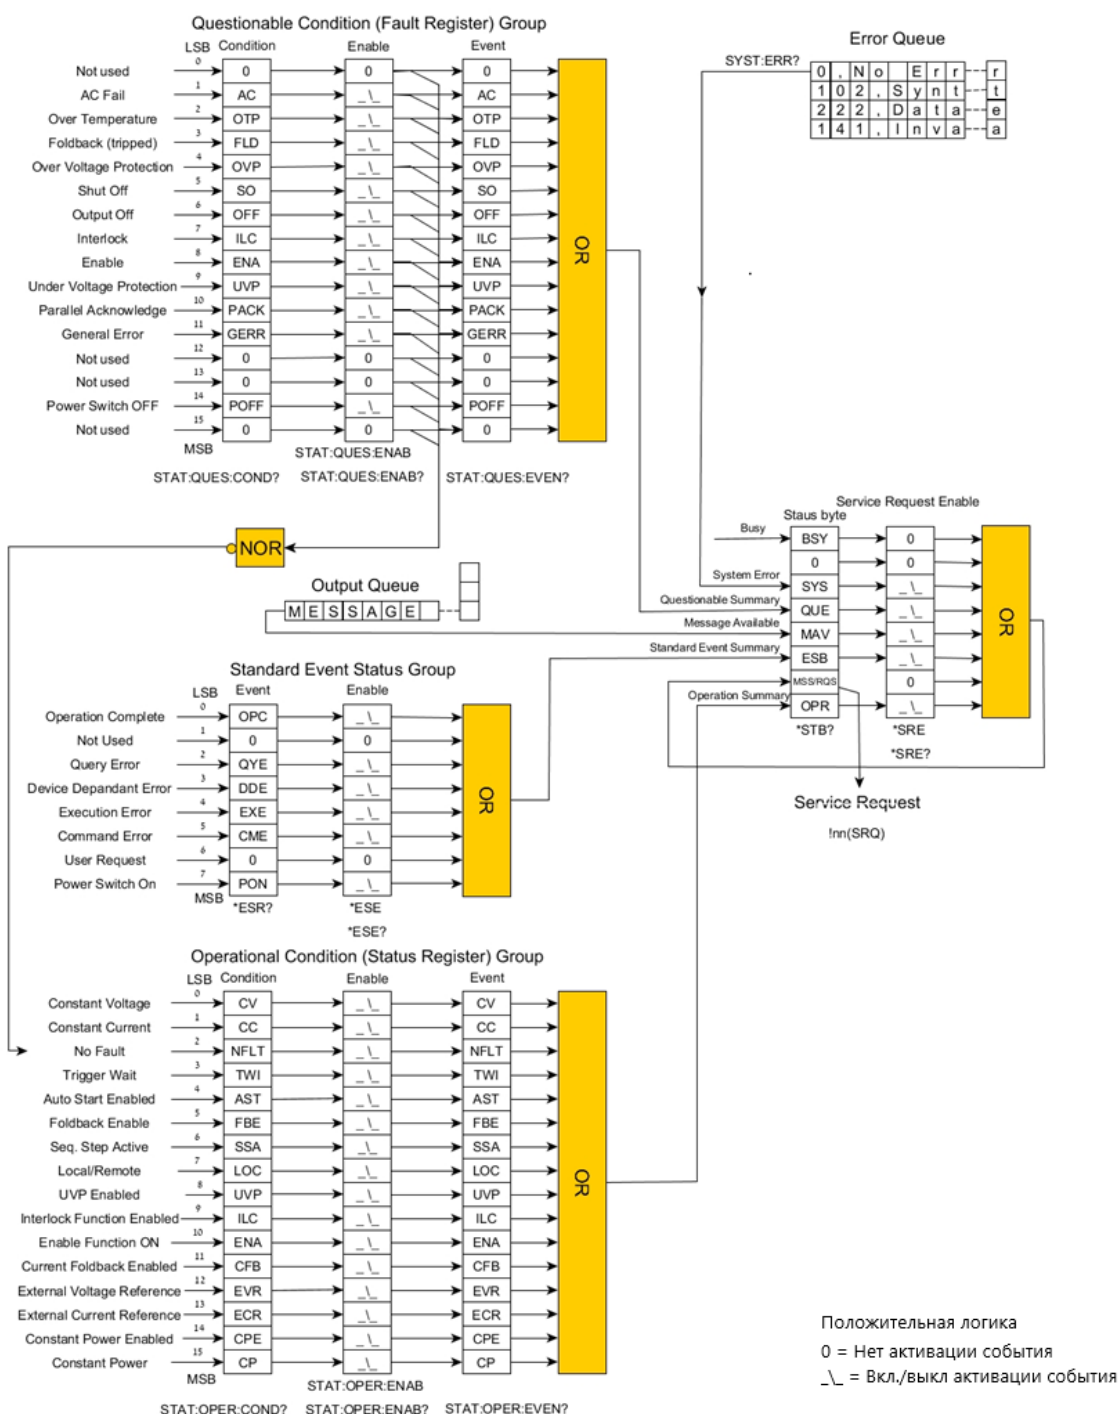 Questionable Condition (Fault Register) Group
LSB Condition Enable Event
Not used 0 0 0 0
AC Fail 1 AC _\_ AC
Over Temperature 2 OTP _\_ OTP
Foldback (tripped) 3 FLD _\_ FLD
Over Voltage Protection 4 OVP _\_ OVP
Shut Off 5 SO _\_ SO
Output Off 6 OFF _\_ OFF
Interlock 7 ILC _\_ ILC
Enable 8 ENA _\_ ENA
Under Voltage Protection 9 UVP _\_ UVP
Parallel Acknowledge 10 PACK _\_ PACK
General Error 11 GERR _\_ GERR
Not used 12 0 0 0
Not used 13 0 0 0
Power Switch OFF 14 POFF _\_ POFF
Not used 15 0 0 0
MSB
OR
STAT:QUES:ENAB
STAT:QUES:COND? STAT:QUES:ENAB? STAT:QUES:EVEN?
Error Queue
SYST:ERR?
0 , N o E r r r
1 0 2 , S y n t t
2 2 2 , D a t a e
1 4 1 , I n v a a
NOR
Output Queue
M E S S A G E
Service Request Enable
Staus byte
Busy BSY 0
0 0
System Error SYS _\_
Questionable Summary QUE _\_
Message Available MAV _\_
Standard Event Summary ESB _\_
MSS/RQS 0
Operation Summary OPR _\_
OR
*STB? *SRE
*SRE?
Service Request
!nn(SRQ)
Standard Event Status Group
LSB Event Enable
Operation Complete 0 OPC _\_
Not Used 1 0 0
Query Error 2 QYE _\_
Device Dependant Error 3 DDE _\_
Execution Error 4 EXE _\_
Command Error 5 CME _\_
User Request 6 0 0
Power Switch On 7 PON _\_
MSB
OR
*ESR? *ESE
*ESE?
Operational Condition (Status Register) Group
LSB Condition Enable Event
Constant Voltage 0 CV _\_ CV
Constant Current 1 CC _\_ CC
No Fault 2 NFLT _\_ NFLT
Trigger Wait 3 TWI _\_ TWI
Auto Start Enabled 4 AST _\_ AST
Foldback Enable 5 FBE _\_ FBE
Seq. Step Active 6 SSA _\_ SSA
Local/Remote 7 LOC _\_ LOC
UVP Enabled 8 UVP _\_ UVP
Interlock Function Enabled 9 ILC _\_ ILC
Enable Function ON 10 ENA _\_ ENA
Current Foldback Enabled 11 CFB _\_ CFB
External Voltage Reference 12 EVR _\_ EVR
External Current Reference 13 ECR _\_ ECR
Constant Power Enabled 14 CPE _\_ CPE
Constant Power 15 CP _\_ CP
MSB
OR
STAT:OPER:ENAB
STAT:OPER:COND? STAT:OPER:ENAB? STAT:OPER:EVEN?
Положительная логика
0 = Нет активации события
_\_ = Вкл./выкл активации события